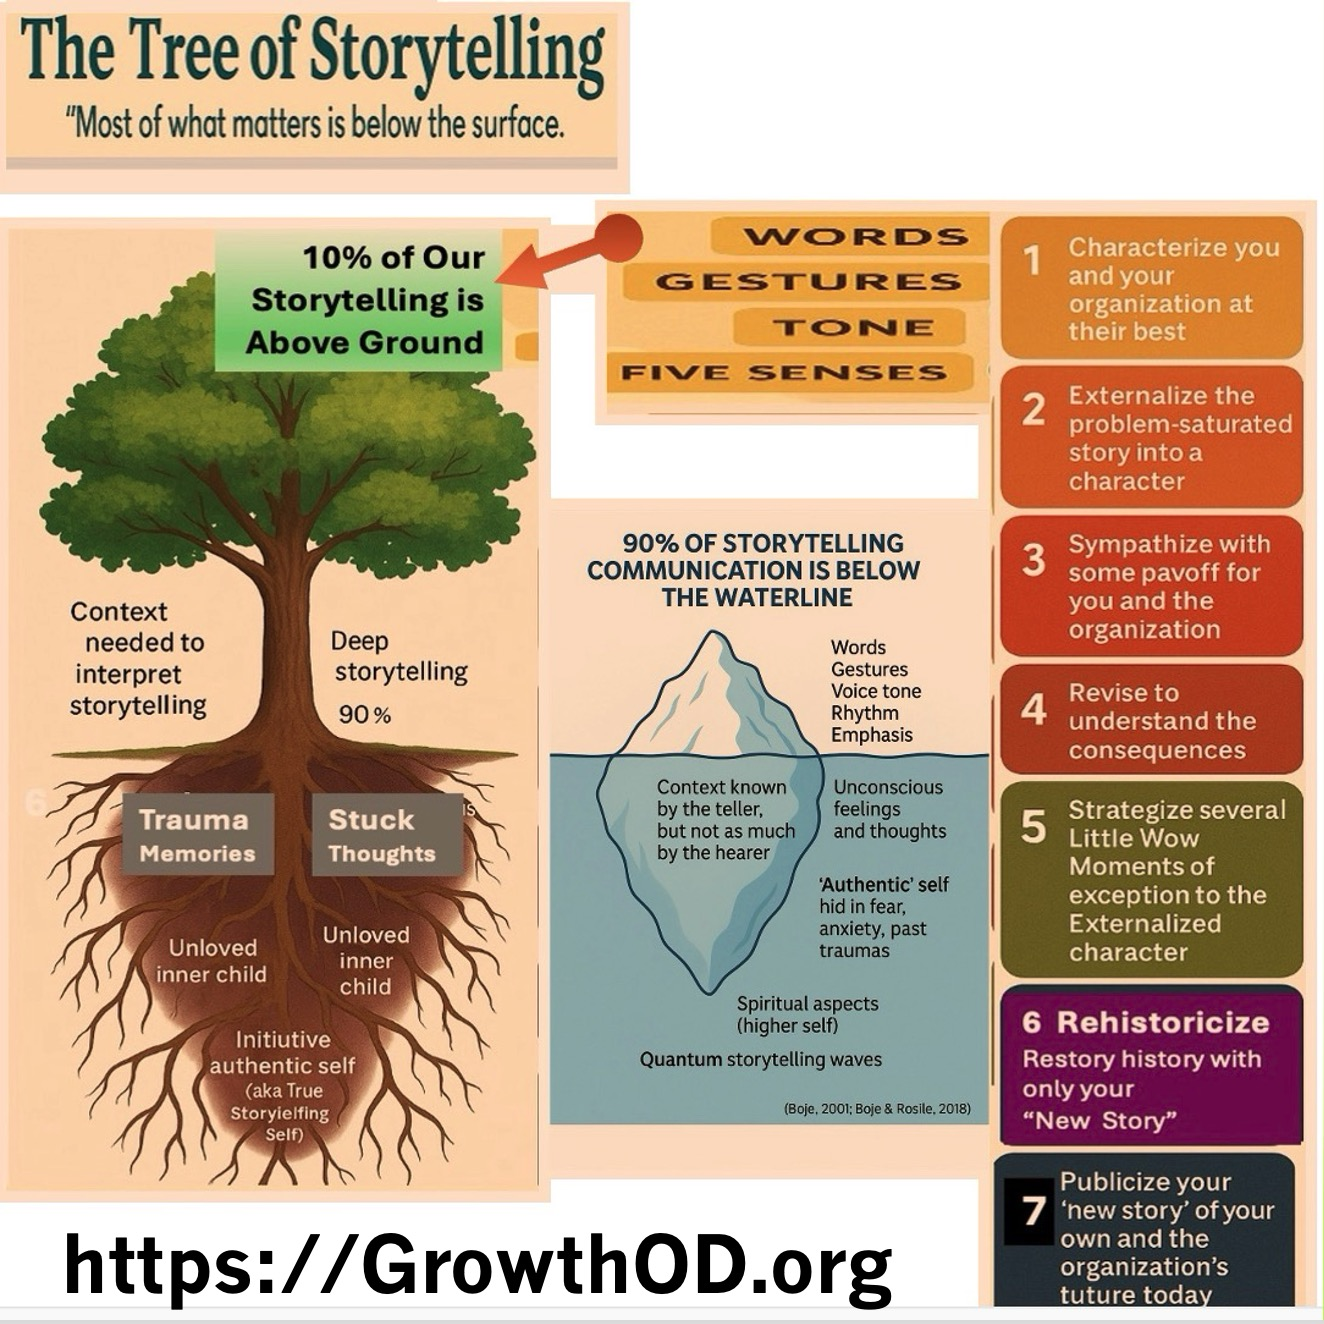 The Tree of Storytelling
"Most of what matters is below the surface.
10% of Our
Storytelling is
Above Ground
WORDS
GESTURES
TONE
FIVE SENSES
Context
needed to
interpret
storytelling
Deep
storytelling
90%
6
Trauma
Memories
Stuck
Thoughts
Unloved
inner child
Unloved
inner
child
Initiutive
authentic self
(aka True
Storyielfing
Self)
90% OF STORYTELLING
COMMUNICATION IS BELOW
THE WATERLINE
Words
Gestures
Voice tone
Rhythm
Emphasis
Context known
by the teller,
but not as much
by the hearer
Unconscious
feelings
and thoughts
'Authentic' self
hid in fear,
anxiety, past
traumas
Spiritual aspects
(higher self)
Quantum storytelling waves
(Boje, 2001; Boje & Rosile, 2018)
1 Characterize you
and your
organization at
their best
2 Externalize the
problem-saturated
story into a
character
3 Sympathize with
some pavoff for
you and the
organization
4 Revise to
understand the
consequences
5 Strategize several
Little Wow
Moments of
exception to the
Externalized
character
6 Rehistoricize
Restory history with
only your
"New Story"
7 Publicize your
'new story' of your
own and the
organization's
tuture today
https://GrowthOD.org